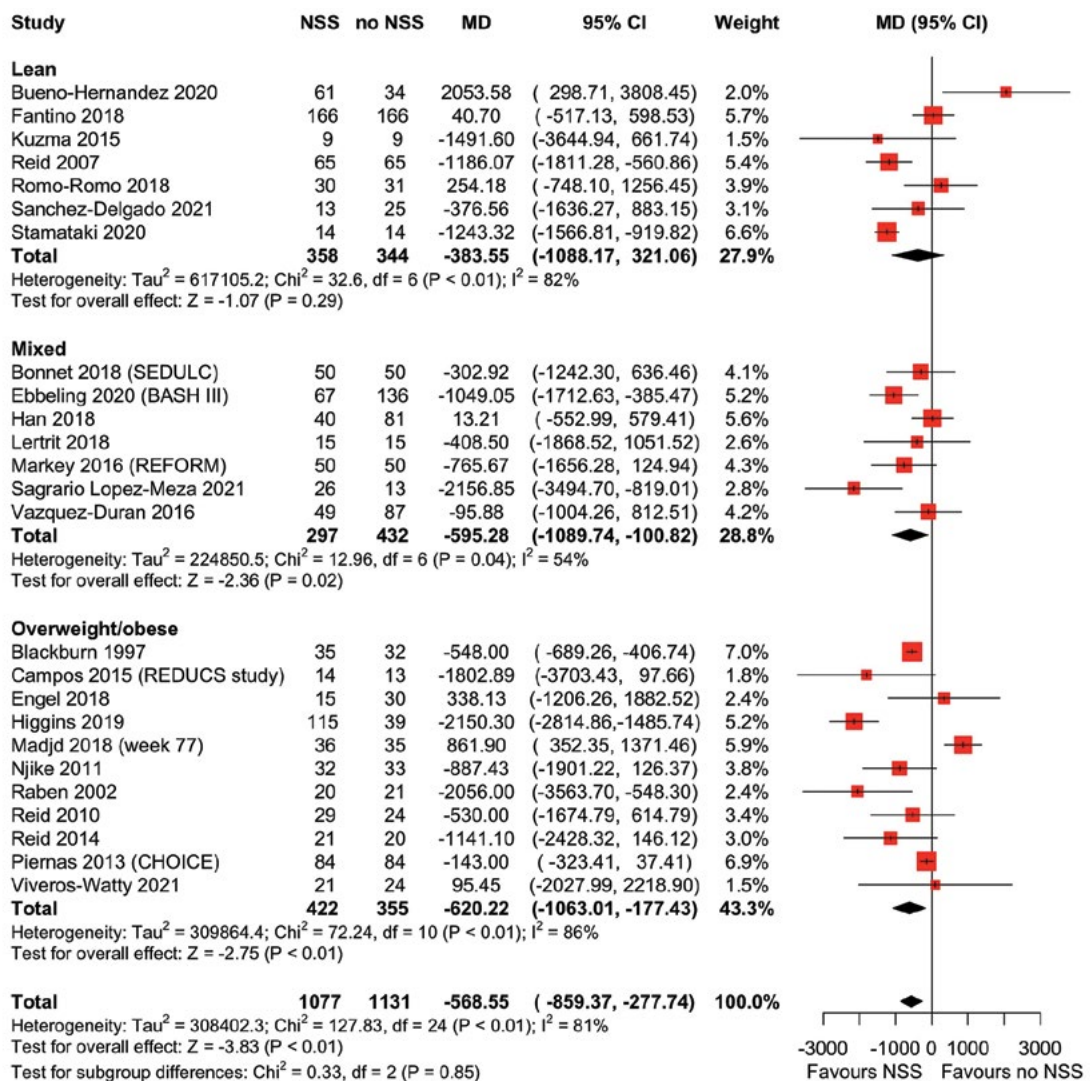 Study NSS no NSS MD 95% CI Weight MD (95% CI)
Lean
Bueno-Hernandez 2020 61 34 2053.58 ( 298.71, 3808.45) 2.0%
Fantino 2018 166 166 40.70 ( -517.13, 598.53) 5.7%
Kuzma 2015 9 9 -1491.60 (-3644.94, 661.74) 1.5%
Reid 2007 65 65 -1186.07 (-1811.28, -560.86) 5.4%
Romo-Romo 2018 30 31 254.18 ( -748.10, 1256.45) 3.9%
Sanchez-Delgado 2021 13 25 -376.56 (-1636.27, 883.15) 3.1%
Stamataki 2020 14 14 -1243.32 (-1566.81, -919.82) 6.6%
Total 358 344 -383.55 (-1088.17, 321.06) 27.9%
Heterogeneity: Tau² = 617105.2; Chi² = 32.6, df = 6 (P < 0.01); I² = 82%
Test for overall effect: Z = -1.07 (P = 0.29)
Mixed
Bonnet 2018 (SEDULC) 50 50 -302.92 (-1242.30, 636.46) 4.1%
Ebbeling 2020 (BASH III) 67 136 -1049.05 (-1712.63, -385.47) 5.2%
Han 2018 40 81 13.21 ( -552.99, 579.41) 5.6%
Lertrit 2018 15 15 -408.50 (-1868.52, 1051.52) 2.6%
Markey 2016 (REFORM) 50 50 -765.67 (-1656.28, 124.94) 4.3%
Sagrario Lopez-Meza 2021 26 13 -2156.85 (-3494.70, -819.01) 2.8%
Vazquez-Duran 2016 49 87 -95.88 (-1004.26, 812.51) 4.2%
Total 297 432 -595.28 (-1089.74, -100.82) 28.8%
Heterogeneity: Tau² = 224850.5; Chi² = 12.96, df = 6 (P = 0.04); I² = 54%
Test for overall effect: Z = -2.36 (P = 0.02)
Overweight/obese
Blackburn 1997 35 32 -548.00 ( -689.26, -406.74) 7.0%
Campos 2015 (REDUCS study) 14 13 -1802.89 (-3703.43, 97.66) 1.8%
Engel 2018 15 30 338.13 (-1206.26, 1882.52) 2.4%
Higgins 2019 115 39 -2150.30 (-2814.86,-1485.74) 5.2%
Madjd 2018 (week 77) 36 35 861.90 ( 352.35, 1371.46) 5.9%
Njike 2011 32 33 -887.43 (-1901.22, 126.37) 3.8%
Raben 2002 20 21 -2056.00 (-3563.70, -548.30) 2.4%
Reid 2010 29 24 -530.00 (-1674.79, 614.79) 4.0%
Reid 2014 21 20 -1141.10 (-2428.32, 146.12) 3.0%
Piernas 2013 (CHOICE) 84 84 -143.00 ( -323.41, 37.41) 6.9%
Viveros-Watty 2021 21 24 95.45 (-2027.99, 2218.90) 1.5%
Total 422 355 -620.22 (-1063.01, -177.43) 43.3%
Heterogeneity: Tau² = 309864.4; Chi² = 72.24, df = 10 (P < 0.01); I² = 86%
Test for overall effect: Z = -2.75 (P < 0.01)
Total 1077 1131 -568.55 ( -859.37, -277.74) 100.0%
Heterogeneity: Tau² = 308402.3; Chi² = 127.83, df = 24 (P < 0.01); I² = 81%
Test for overall effect: Z = -3.83 (P < 0.01)
Test for subgroup differences: Chi² = 0.33, df = 2 (P = 0.85)
-3000 -1000 0 1000 3000
Favours NSS Favours no NSS